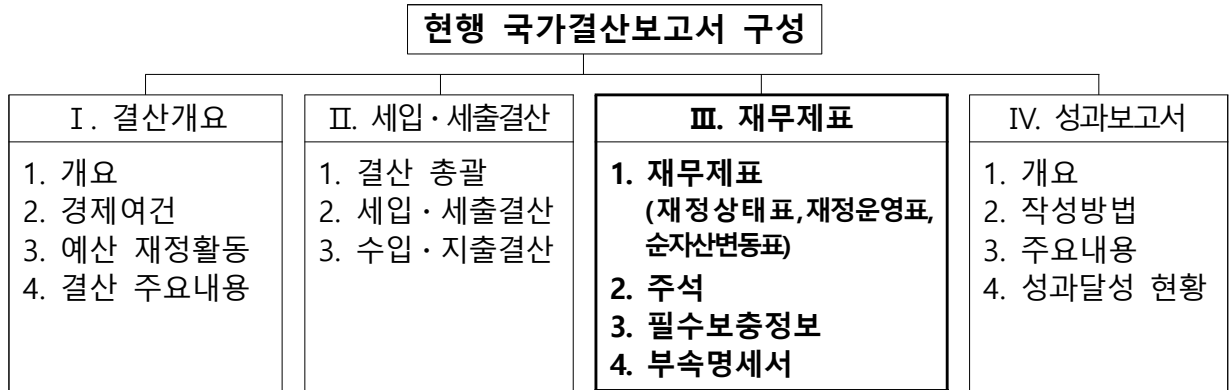 현행 국가결산보고서 구성
Ⅰ. 결산개요
1. 개요
2. 경제여건
3. 예산 재정활동
4. 결산 주요내용
Ⅱ. 세입·세출결산
1. 결산 총괄
2. 세입·세출결산
3. 수입·지출결산
Ⅲ. 재무제표
1. 재무제표
(재정상태표,재정운영표,
순자산변동표)
2. 주석
3. 필수보충정보
4. 부속명세서
Ⅳ. 성과보고서
1. 개요
2. 작성방법
3. 주요내용
4. 성과달성 현황